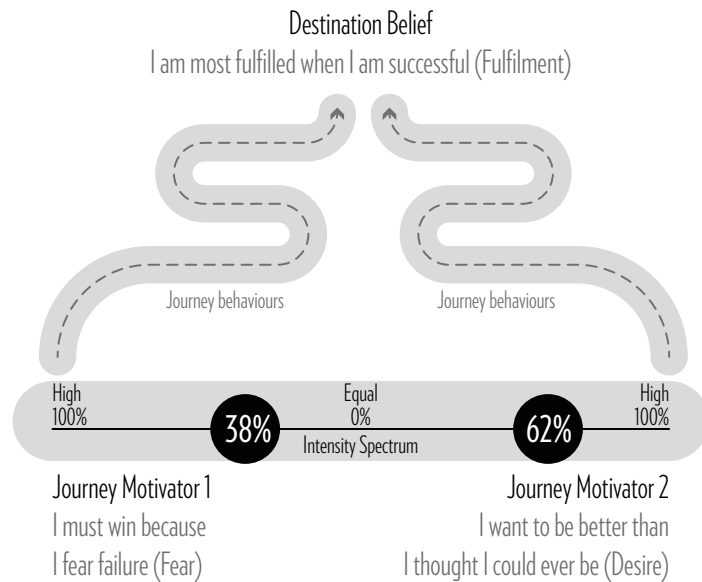 Destination Belief
I am most fulfilled when I am successful (Fulfilment)
Journey behaviours
Journey behaviours
High
100%
Equal
0%
High
100%
38%
62%
Intensity Spectrum
Journey Motivator 1
I must win because
I fear failure (Fear)
Journey Motivator 2
I want to be better than
I thought I could ever be (Desire)